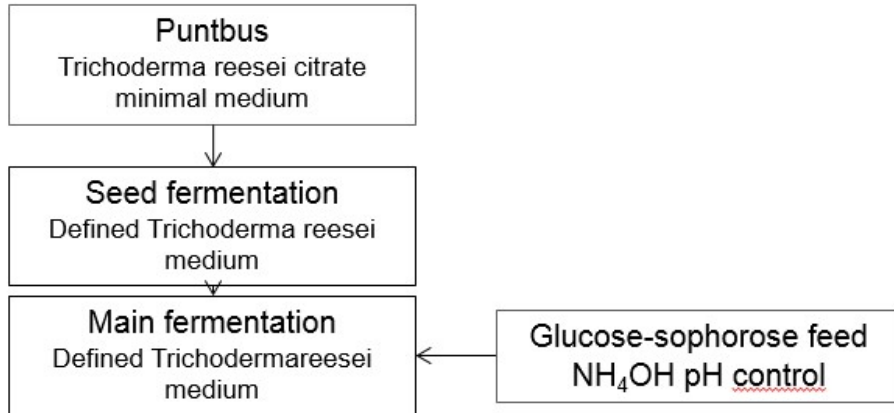 Puntbus
Trichoderma reesei citrate
minimal medium
Seed fermentation
Defined Trichoderma reesei
medium
Main fermentation
Defined Trichodermareesei
medium
Glucose-sophorose feed
NH₄OH pH control